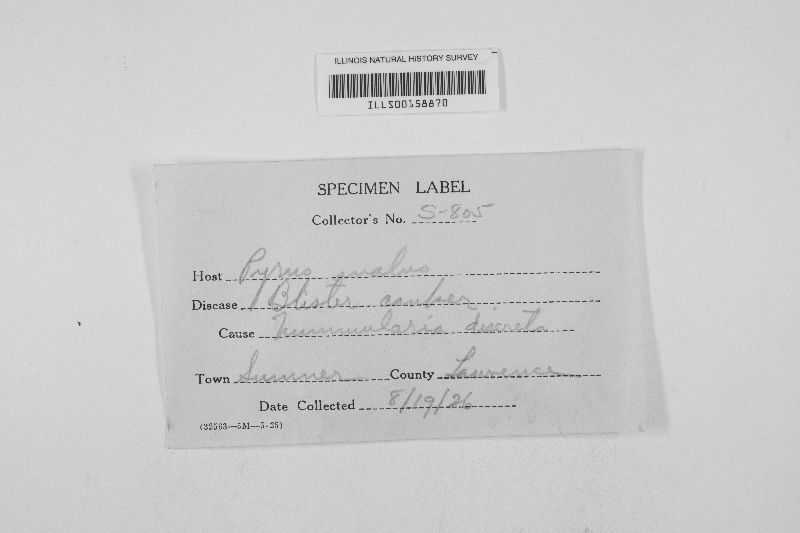 ILLINOIS NATURAL HISTORY SURVEY
ILLS00158870
SPECIMEN LABEL
Collector's No. S-805
Host Pyrus malus
Disease Blister canker
Cause Nummularia discreta
Town Sumner County Lawrence
Date Collected 8/19/26
(32563—5M—5-25)